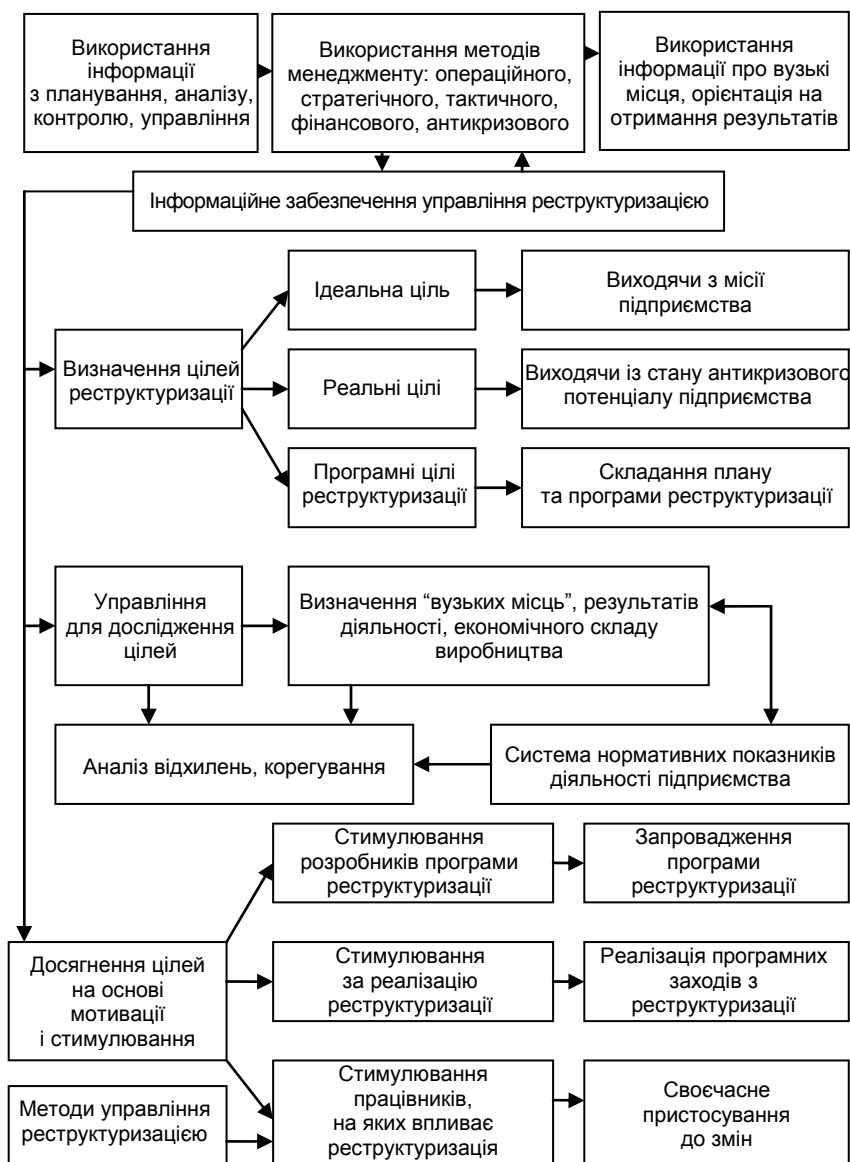 Використання
інформації
з планування, аналізу,
контролю, управління
Використання методів
менеджменту: операційного,
стратегічного, тактичного,
фінансового, антикризового
Використання
інформації про вузькі
місця, орієнтація на
отримання результатів
Інформаційне забезпечення управління реструктуризацією
Ідеальна ціль
Виходячи з місії
підприємства
Визначення цілей
реструктуризації
Реальні цілі
Виходячи із стану антикризового
потенціалу підприємства
Програмні цілі
реструктуризації
Складання плану
та програми реструктуризації
Управління
для дослідження
цілей
Визначення “вузьких місць”, результатів
діяльності, економічного складу
виробництва
Аналіз відхилень, корегування
Система нормативних показників
діяльності підприємства
Стимулювання
розробників програми
реструктуризації
Запровадження
програми
реструктуризації
Досягнення цілей
на основі
мотивації
і стимулювання
Стимулювання
за реалізацію
реструктуризації
Реалізація програмних
заходів з
реструктуризації
Методи управління
реструктуризацією
Стимулювання
працівників,
на яких впливає
реструктуризація
Своєчасне
пристосування
до змін